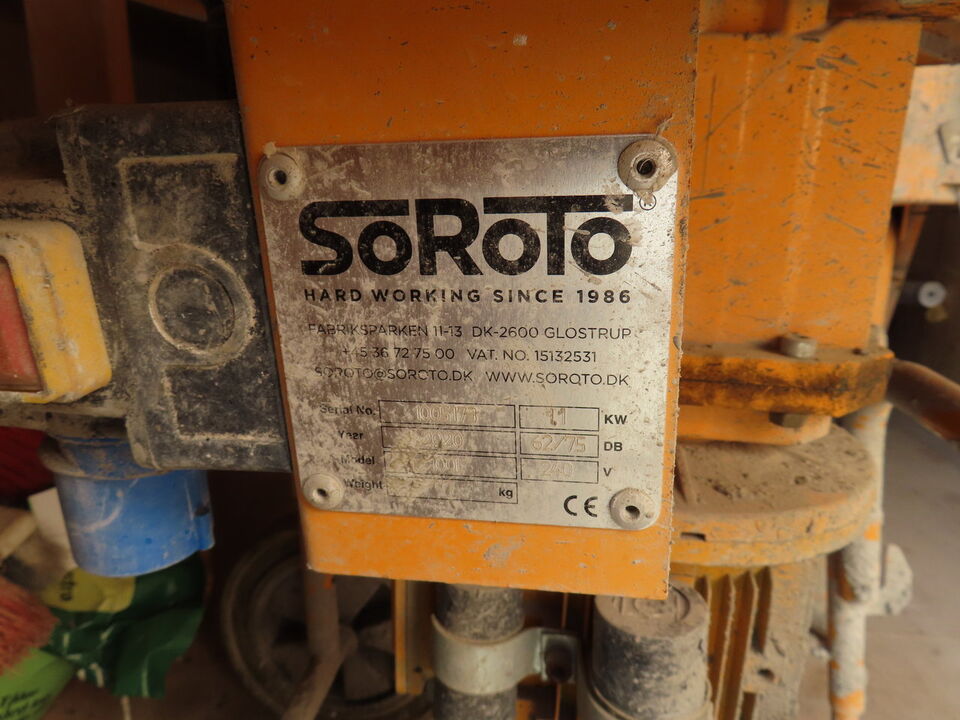 SoRoTo®
HARD WORKING SINCE 1986
FABRIKSPARKEN 11-13 DK-2600 GLOSTRUP
+45 36 72 75 00 VAT. NO. 15132531
SOROTO@SOROTO.DK WWW.SOROTO.DK
Serial No. 1.1 KW
Year 2020 62/75 DB
Model 240 V
Weight kg
CE